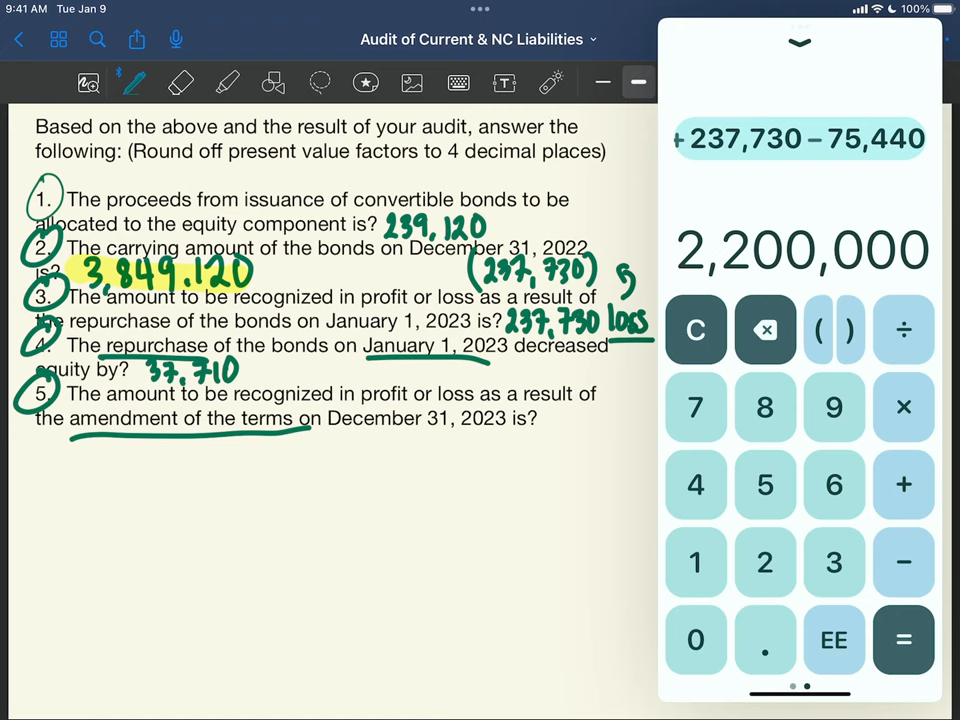 9:41 AM Tue Jan 9
100%
Audit of Current & NC Liabilities
+237,730 – 75,440
2,200,000
Based on the above and the result of your audit, answer the
following: (Round off present value factors to 4 decimal places)
1. The proceeds from issuance of convertible bonds to be
allocated to the equity component is? 239,120
2. The carrying amount of the bonds on December 31, 2022
is? 3,849,120 (237,730)
3. The amount to be recognized in profit or loss as a result of
the repurchase of the bonds on January 1, 2023 is? 237,730 loss
4. The repurchase of the bonds on January 1, 2023 decreased
equity by? 37,710
5. The amount to be recognized in profit or loss as a result of
the amendment of the terms on December 31, 2023 is?
C ( ) ÷
7 8 9 ×
4 5 6 +
1 2 3 −
0 . EE =